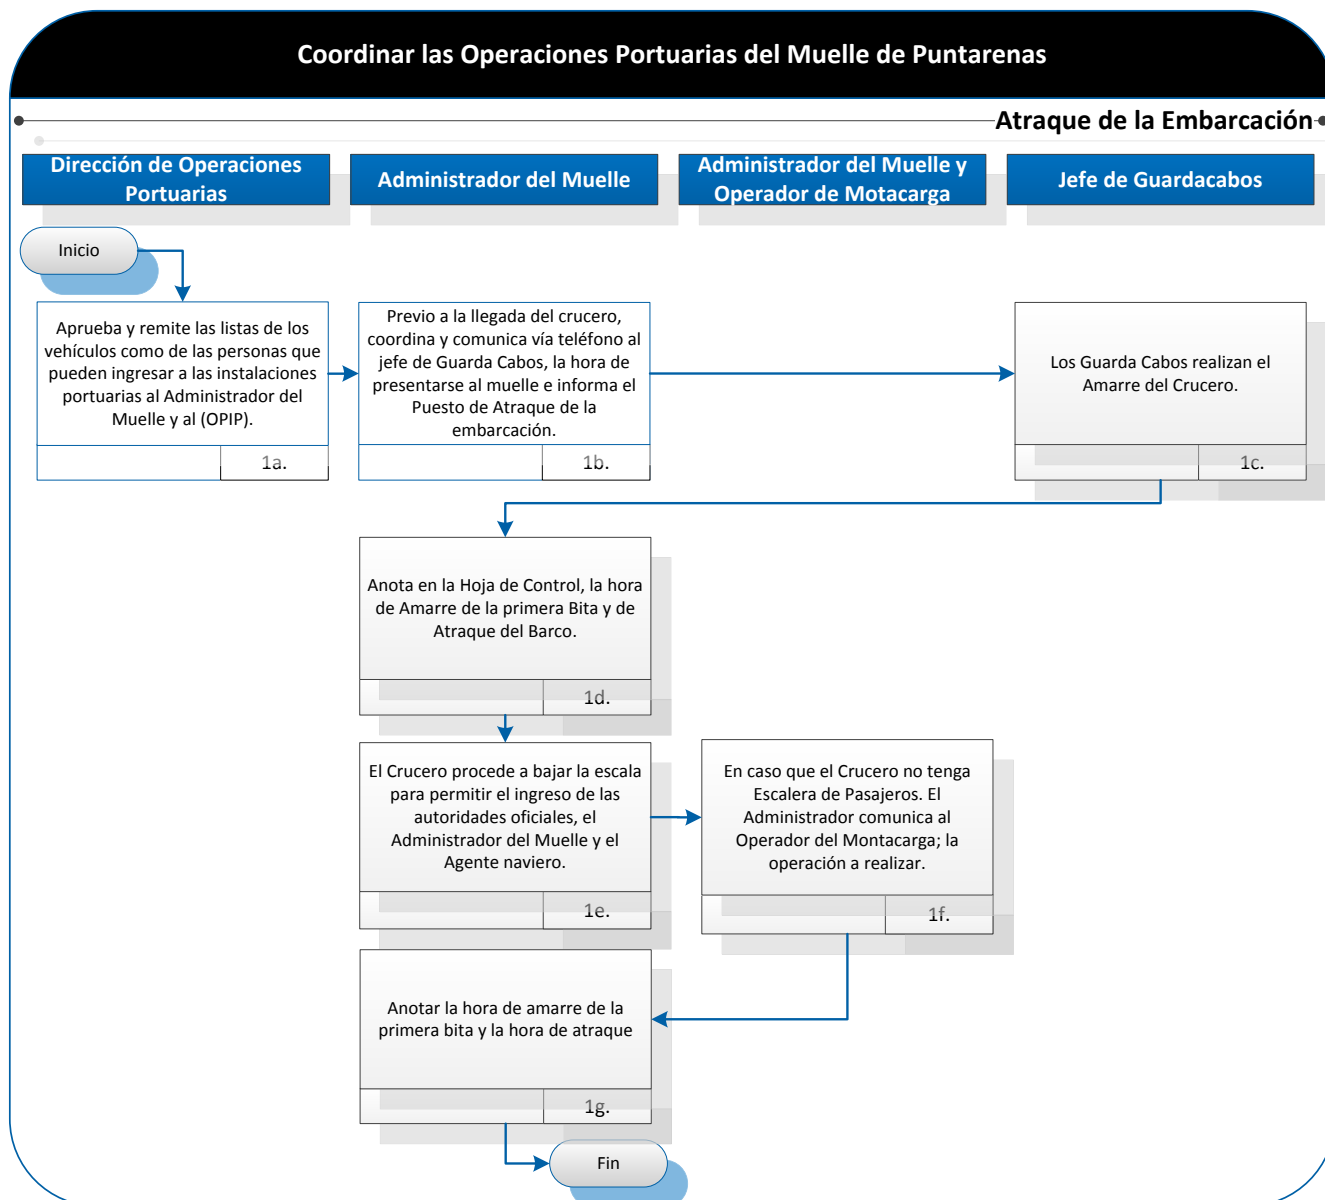 Coordinar las Operaciones Portuarias del Muelle de Puntarenas
Atraque de la Embarcación
Dirección de Operaciones
Portuarias
Administrador del Muelle
Administrador del Muelle y
Operador de Motacarga
Jefe de Guardacabos
Inicio
Aprueba y remite las listas de los
vehículos como de las personas que
pueden ingresar a las instalaciones
portuarias al Administrador del
Muelle y al (OPIP).
1a.
Previo a la llegada del crucero,
coordina y comunica vía teléfono al
jefe de Guarda Cabos, la hora de
presentarse al muelle e informa el
Puesto de Atraque de la
embarcación.
1b.
Los Guarda Cabos realizan el
Amarre del Crucero.
1c.
Anota en la Hoja de Control, la hora
de Amarre de la primera Bita y de
Atraque del Barco.
1d.
El Crucero procede a bajar la escala
para permitir el ingreso de las
autoridades oficiales, el
Administrador del Muelle y el
Agente naviero.
1e.
En caso que el Crucero no tenga
Escalera de Pasajeros. El
Administrador comunica al
Operador del Montacarga; la
operación a realizar.
1f.
Anotar la hora de amarre de la
primera bita y la hora de atraque
1g.
Fin